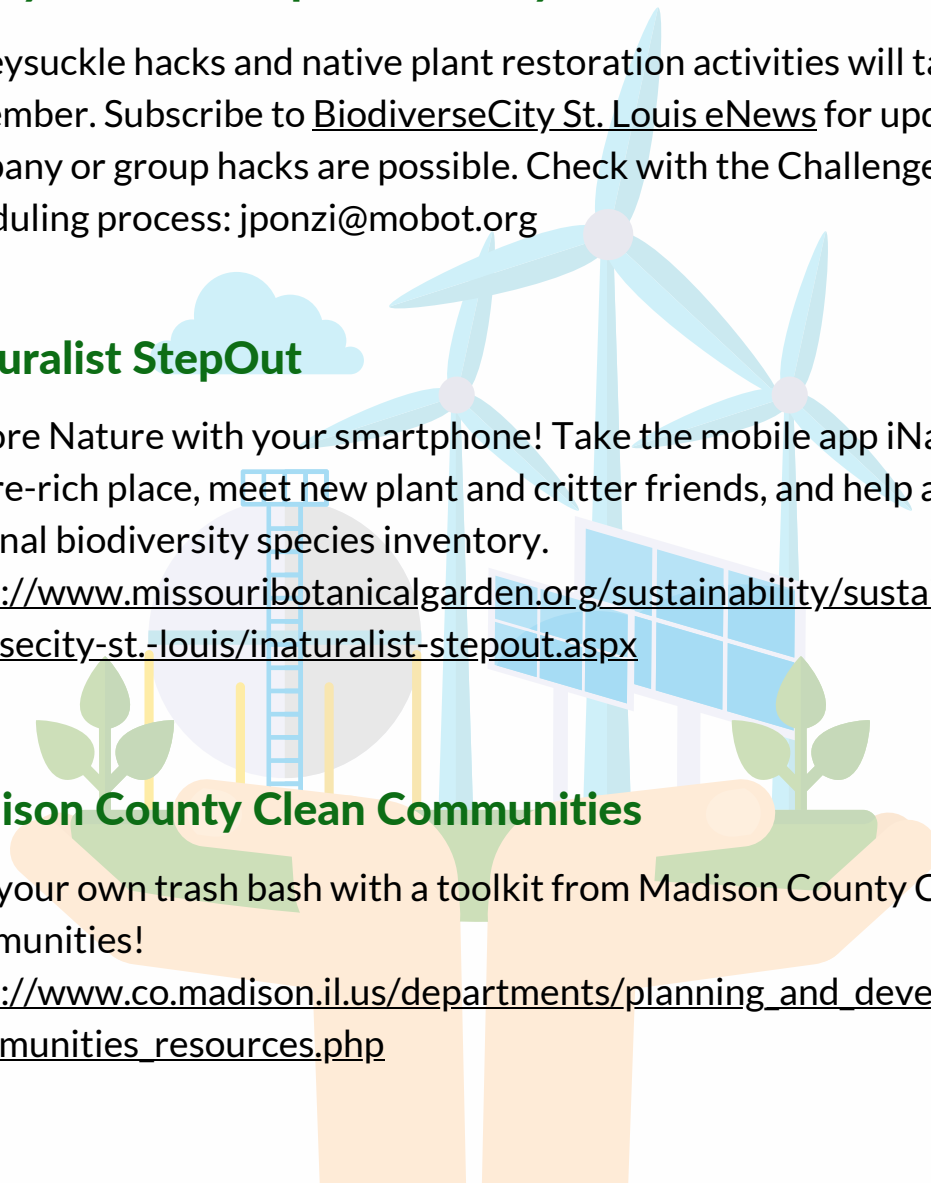 eysuckle hacks and native plant restoration activities will ta
ember. Subscribe to BiodiverseCity St. Louis eNews for upd
pany or group hacks are possible. Check with the Challenge
duling process: jponzi@mobot.org
uralist StepOut
ore Nature with your smartphone! Take the mobile app iNa
re-rich place, meet new plant and critter friends, and help a
nal biodiversity species inventory.
://www.missouribotanicalgarden.org/sustainability/susta
secity-st.-louis/inaturalist-stepout.aspx
ison County Clean Communities
your own trash bash with a toolkit from Madison County C
munities!
://www.co.madison.il.us/departments/planning_and_deve
munities_resources.php